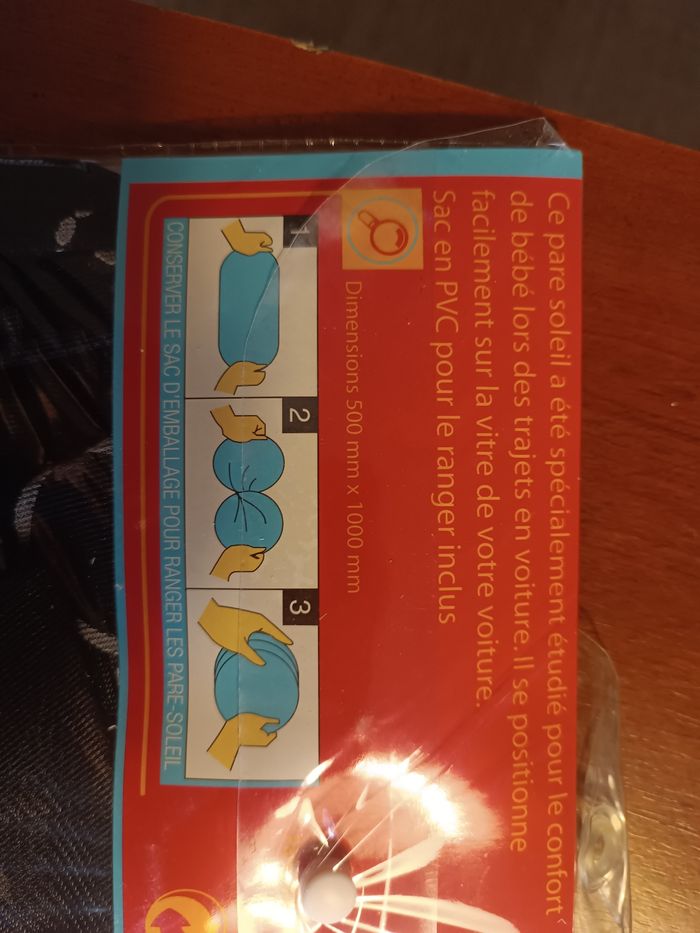 Ce pare soleil a été spécialement étudié pour le confort
de bébé lors des trajets en voiture. Il se positionne
facilement sur la vitre de votre voiture.
Sac en PVC pour le ranger inclus
Dimensions 500 mm x 1000 mm
1
2
3
CONSERVER LE SAC D'EMBALLAGE POUR RANGER LES PARE-SOLEIL